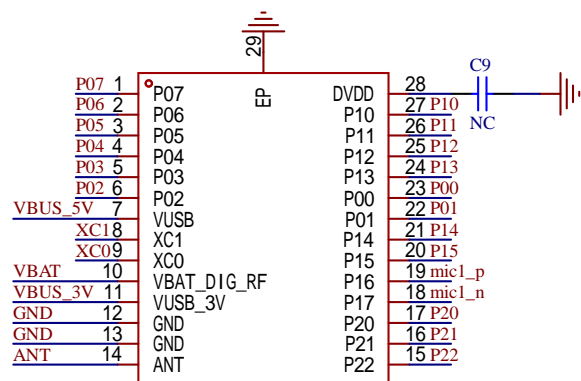 29
EP
C9
NC
P07 1 P07
P06 2 P06
P05 3 P05
P04 4 P04
P03 5 P03
P02 6 P02
VBUS_5V 7 VUSB
XC1 8 XC1
XC0 9 XC0
VBAT 10 VBAT_DIG_RF
VBUS_3V 11 VUSB_3V
GND 12 GND
GND 13 GND
ANT 14 ANT
DVDD 28
P10 27 P10
P11 26 P11
P12 25 P12
P13 24 P13
P00 23 P00
P01 22 P01
P14 21 P14
P15 20 P15
P16 19 mic1_p
P17 18 mic1_n
P20 17 P20
P21 16 P21
P22 15 P22